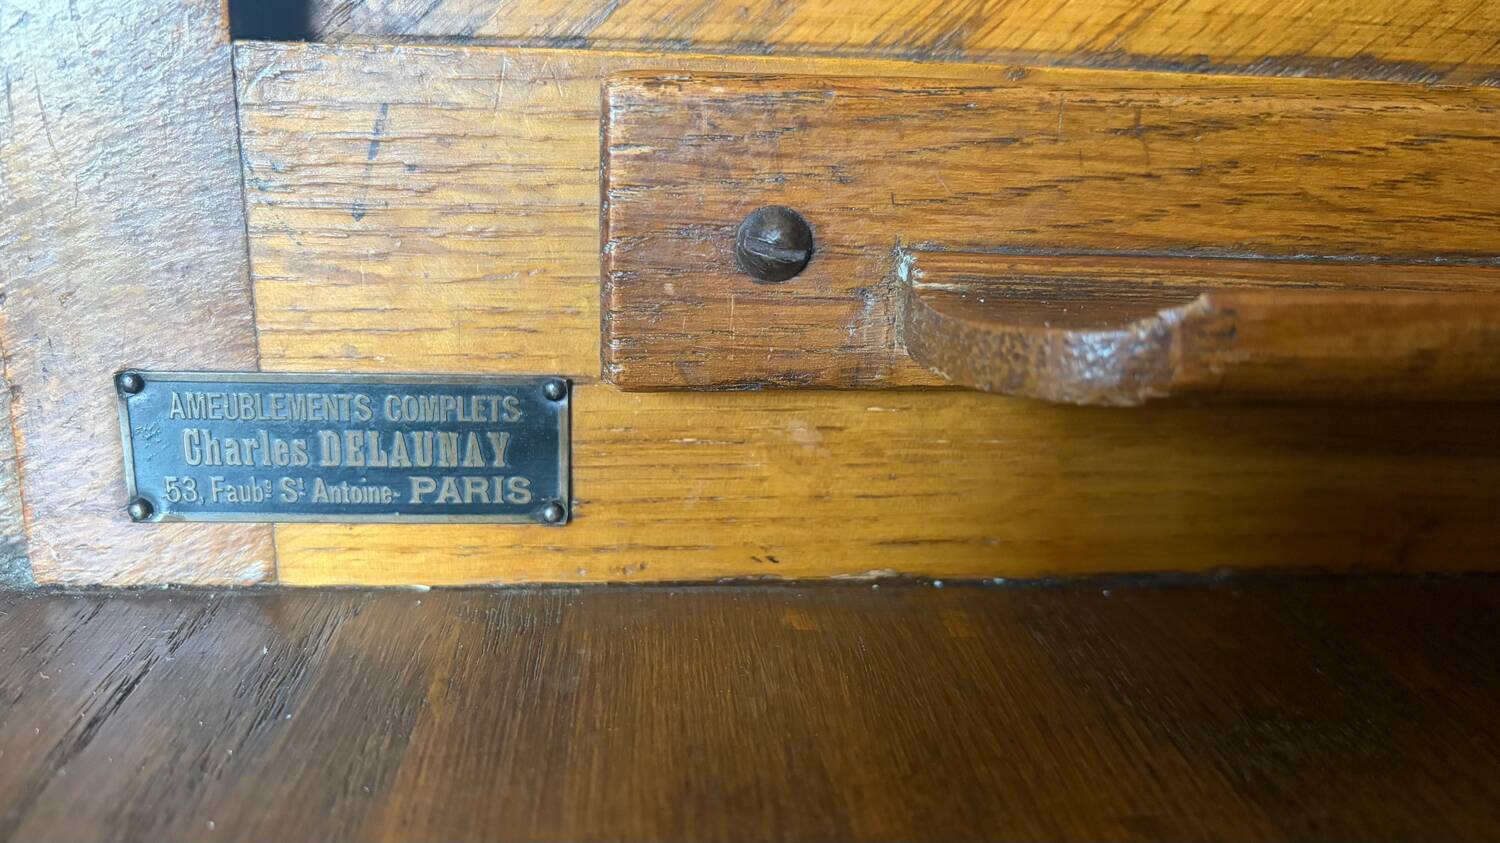 AMEUBLEMENTS COMPLETS
Charles DELAUNAY
53, Faubg St Antoine- PARIS